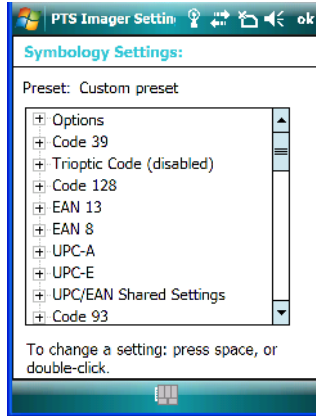 PTS Imager Settin
ok
Symbology Settings:
Preset: Custom preset
Options
Code 39
Trioptic Code (disabled)
Code 128
EAN 13
EAN 8
UPC-A
UPC-E
UPC/EAN Shared Settings
Code 93
To change a setting: press space, or
double-click.